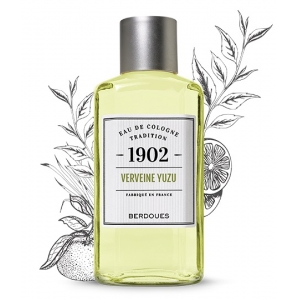 EAU DE COLOGNE
TRADITION
1902
VERVEINE YUZU
FABRIQUÉ EN FRANCE
BERDOUES